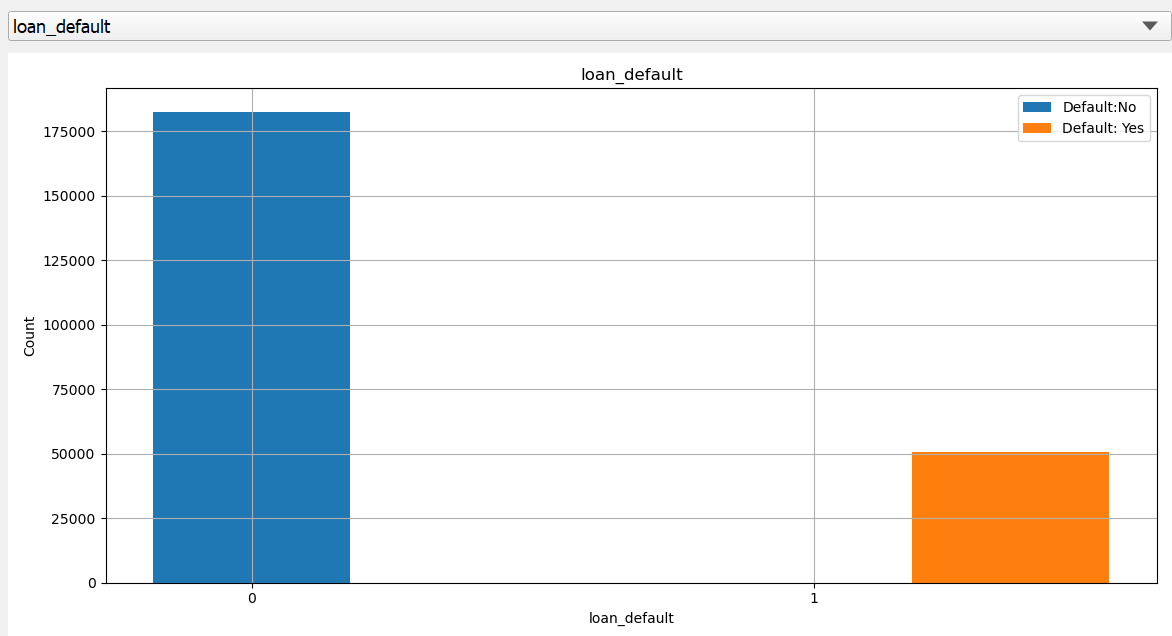 loan_default
loan_default
Default:No
Default: Yes
175000
150000
125000
100000
75000
50000
25000
0
Count
0 1
loan_default